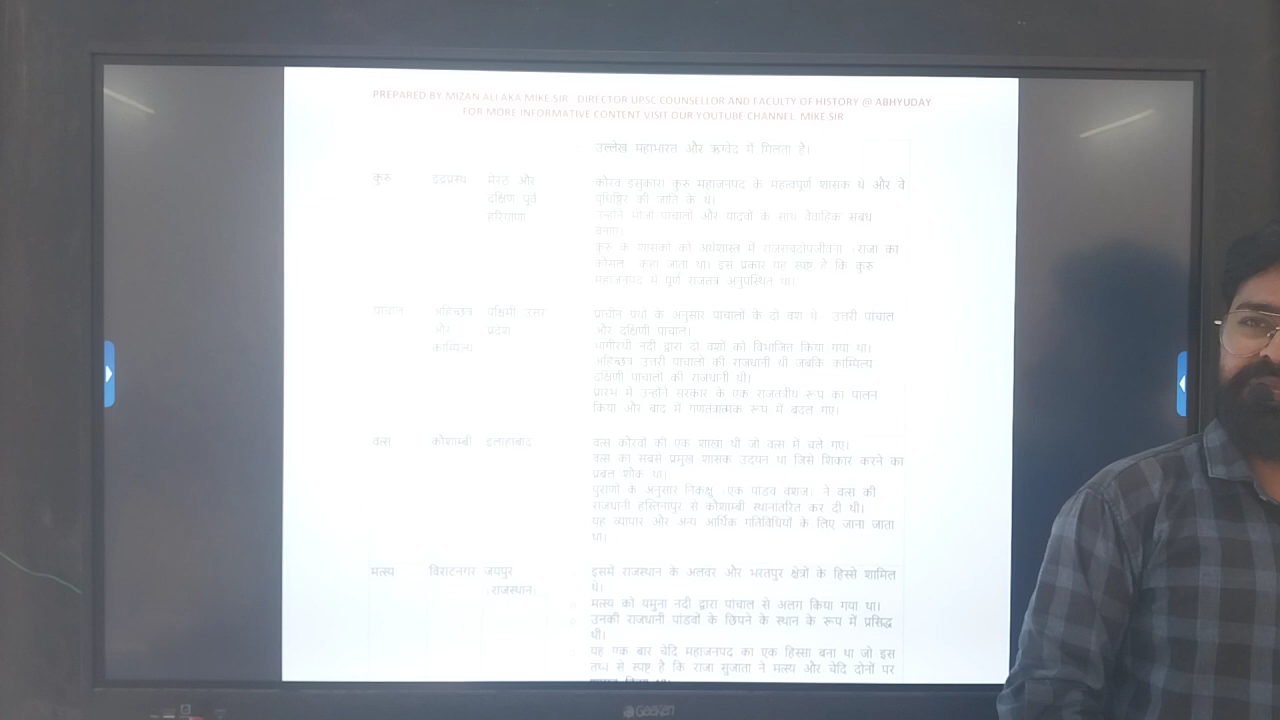 PREPARED BY MIZAN ALI AKA MIKE SIR DIRECTOR UPSC COUNSELLOR AND FACULTY OF HISTORY @ ABHYUDAY
FOR MORE INFORMATIVE CONTENT VISIT OUR YOUTUBE CHANNEL MIKE SIR
उल्लेख महाभारत और ऋग्वेद में मिलता है।
कुरु इंद्रप्रस्थ मेरठ और
दक्षिण पूर्व
हरियाणा
कौरव कुरु महाजनपद के महत्वपूर्ण शासक थे और वे
युधिष्ठिर की जाति के थे।
उन्होंने भोजों पांचालों और यादवों के साथ वैवाहिक संबंध
बनाए।
कुरु के शासकों को अर्थशास्त्र में राजा का
कहा जाता था। इस प्रकार यह स्पष्ट है कि कुरु
महाजनपद में पूर्ण राजतंत्र अनुपस्थित था।
पांचाल अहिच्छत्र पश्चिमी उत्तर
और प्रदेश
काम्पिल्य
प्राचीन ग्रंथों के अनुसार पांचालों के दो वंश थे उत्तरी पांचाल
और दक्षिणी पांचाल।
भागीरथी नदी द्वारा दो वंशों को विभाजित किया गया था।
अहिच्छत्र उत्तरी पांचालों की राजधानी थी जबकि काम्पिल्य
दक्षिणी पांचालों की राजधानी थी।
प्रारंभ में उन्होंने सरकार के एक राजतंत्रीय रूप का पालन
किया और बाद में गणतंत्रात्मक रूप में बदल गए।
वत्स कौशाम्बी इलाहाबाद
वत्स कौरवों की एक शाखा थी जो वत्स में चले गए।
वत्स का सबसे प्रमुख शासक उदयन था जिसे शिकार करने का
प्रबल शौक था।
पुराणों के अनुसार निकक्षु (एक पांडव वंशज) ने वत्स की
राजधानी हस्तिनापुर से कौशाम्बी स्थानांतरित कर दी थी।
यह व्यापार और अन्य आर्थिक गतिविधियों के लिए जाना जाता
था।
मत्स्य विराटनगर जयपुर
(राजस्थान)
इसमें राजस्थान के अलवर और भरतपुर क्षेत्रों के हिस्से शामिल
थे।
मत्स्य को यमुना नदी द्वारा पांचाल से अलग किया गया था।
उनकी राजधानी पांडवों के छिपने के स्थान के रूप में प्रसिद्ध
थी।
यह एक बार चेदि महाजनपद का एक हिस्सा बना था जो इस
तथ्य से स्पष्ट है कि राजा सुजाता ने मत्स्य और चेदि दोनों पर
Geeken